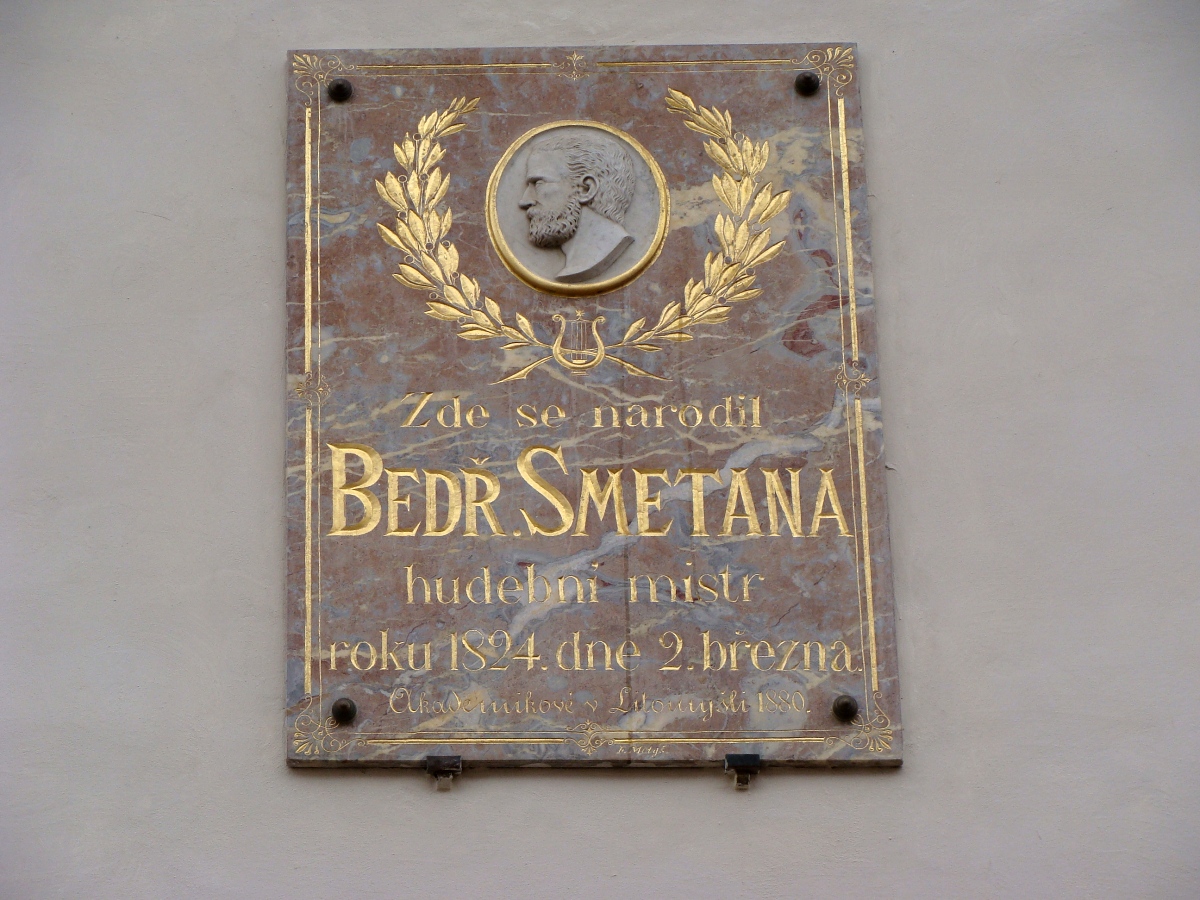 Zde se narodil
BEDŘ. SMETANA
hudební mistr
roku 1824. dne 2. března.
Akademikové v Litomyšli 1880.